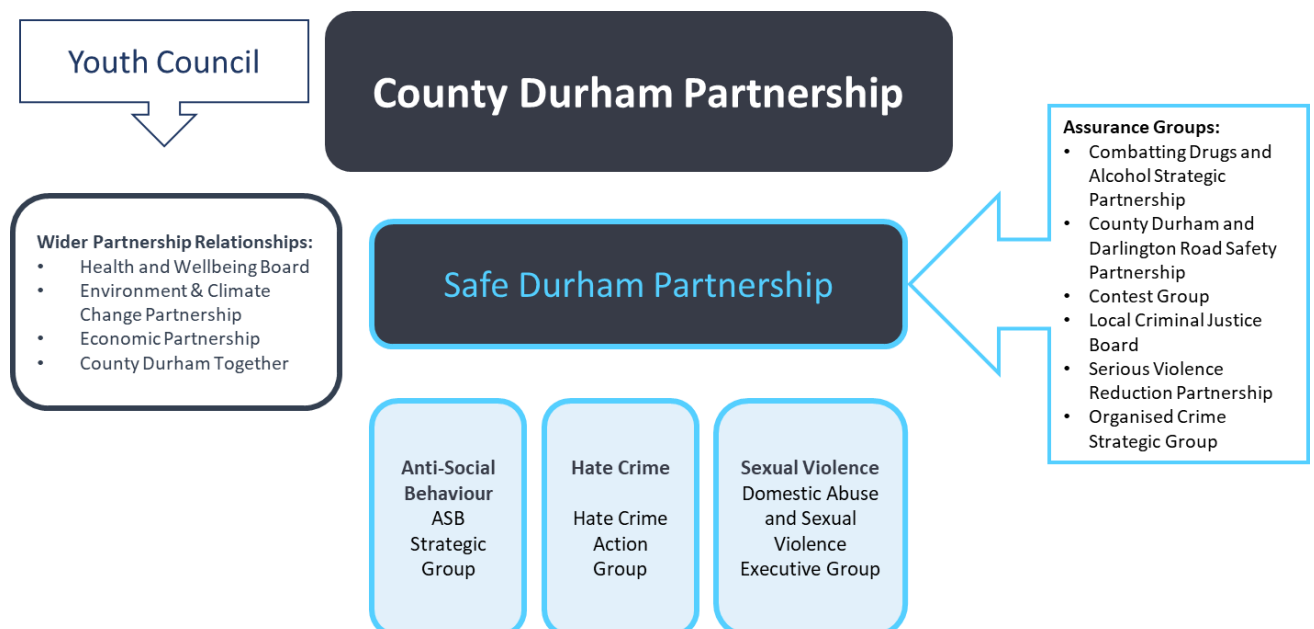 Youth Council
County Durham Partnership
Wider Partnership Relationships:
• Health and Wellbeing Board
• Environment & Climate
Change Partnership
• Economic Partnership
• County Durham Together
Safe Durham Partnership
Assurance Groups:
• Combatting Drugs and
Alcohol Strategic
Partnership
• County Durham and
Darlington Road Safety
Partnership
• Contest Group
• Local Criminal Justice
Board
• Serious Violence
Reduction Partnership
• Organised Crime
Strategic Group
Anti-Social
Behaviour
ASB
Strategic
Group
Hate Crime
Hate Crime
Action
Group
Sexual Violence
Domestic Abuse
and Sexual
Violence
Executive Group